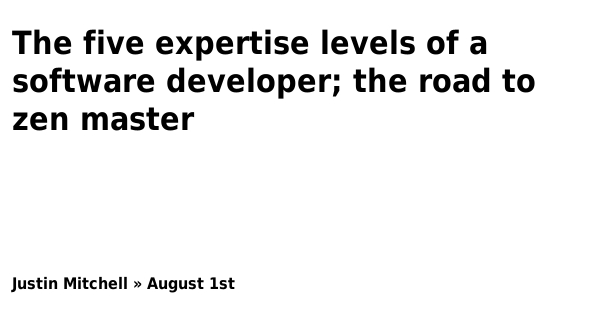 The five expertise levels of a
software developer; the road to
zen master
Justin Mitchell » August 1st